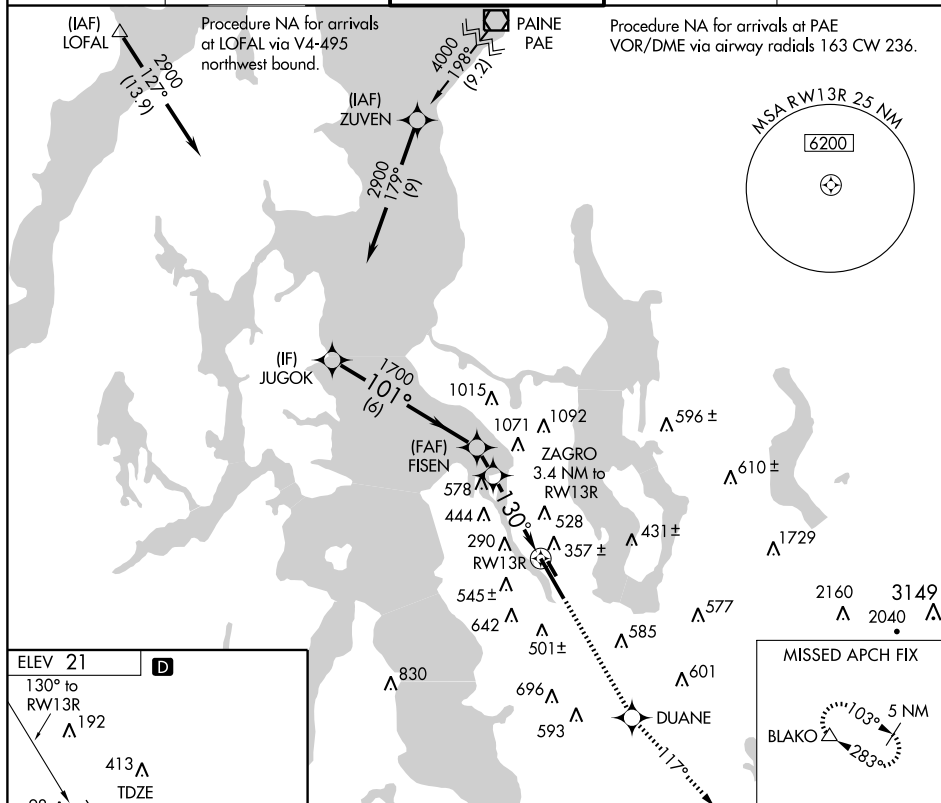 (IAF)
LOFAL
2900
127°
(13.9)
Procedure NA for arrivals
at LOFAL via V4-495
northwest bound.
PAINE
PAE
4000
198°
(9.2)
Procedure NA for arrivals at PAE
VOR/DME via airway radials 163 CW 236.
(IAF)
ZUVEN
2900
179°
(9)
MSA RW13R 25 NM
6200
(IF)
JUGOK
1700
101°
(6)
1015
1071
1092
596 ±
(FAF)
FISEN
ZAGRO
3.4 NM to
RW13R
610 ±
578
130°
444
528
290
357 ±
431 ±
1729
RW13R
545 ±
642
501±
585
577
2160
2040
3149
830
696
593
601
DUANE
117°
MISSED APCH FIX
BLAKO
103°
5 NM
283°
ELEV 21
D
130° to
RW13R
192
413
TDZE